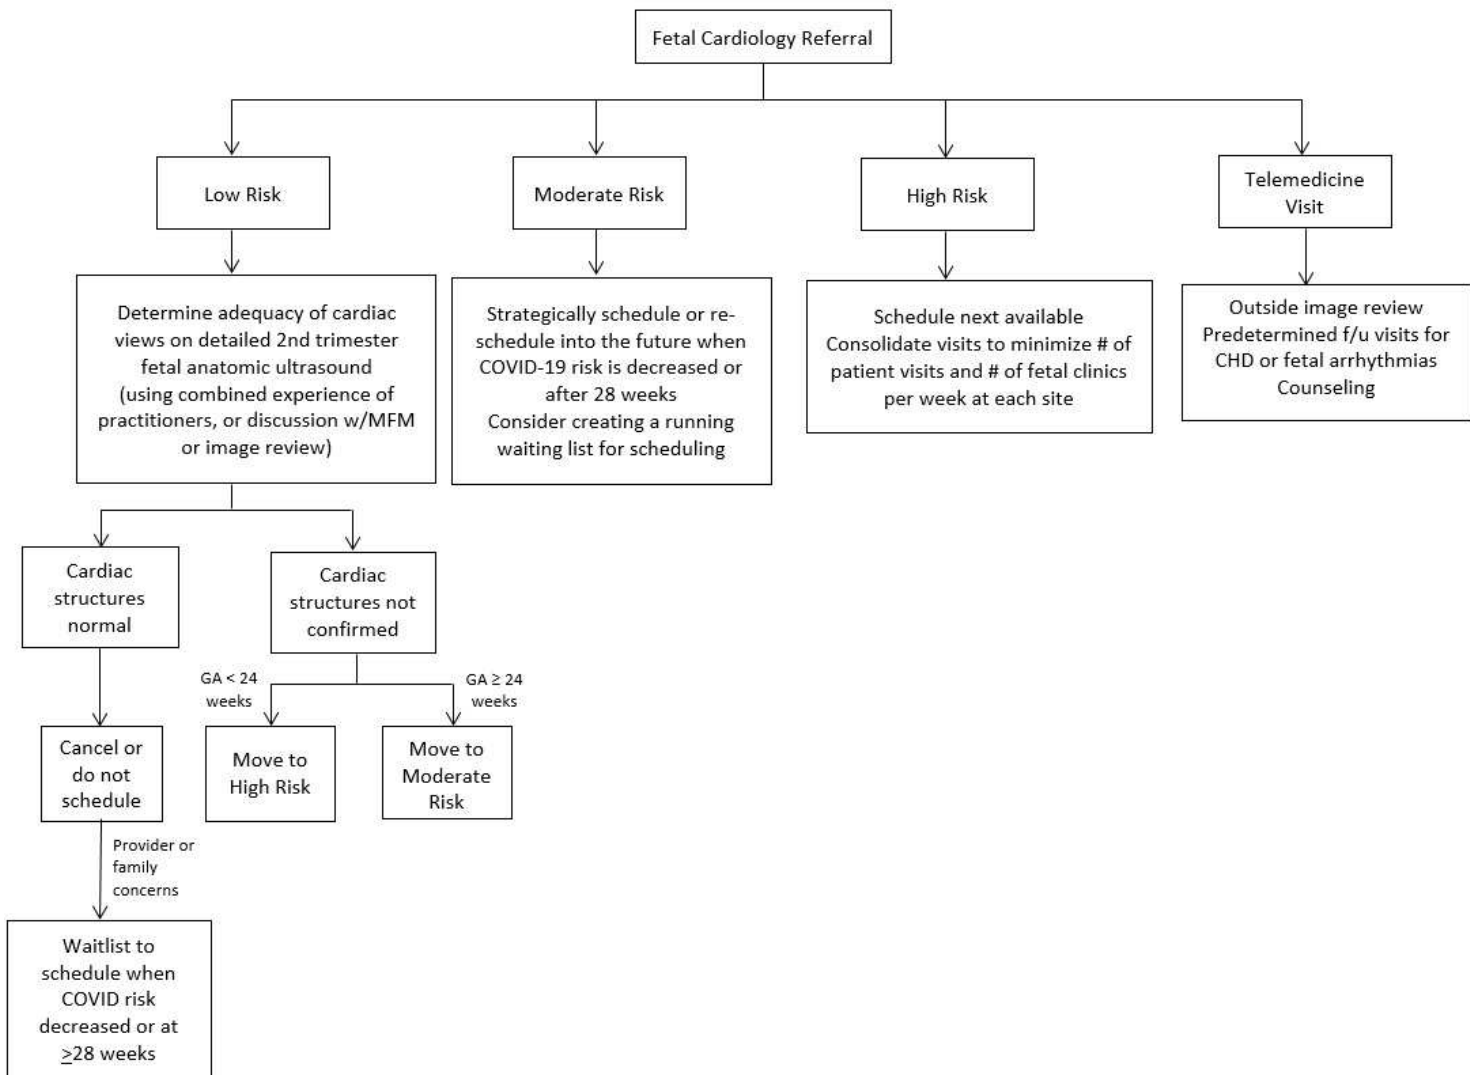 Fetal Cardiology Referral
Low Risk
Moderate Risk
High Risk
Telemedicine
Visit
Determine adequacy of cardiac
views on detailed 2nd trimester
fetal anatomic ultrasound
(using combined experience of
practitioners, or discussion w/MFM
or image review)
Strategically schedule or re-
schedule into the future when
COVID-19 risk is decreased or
after 28 weeks
Consider creating a running
waiting list for scheduling
Schedule next available
Consolidate visits to minimize # of
patient visits and # of fetal clinics
per week at each site
Outside image review
Predetermined f/u visits for
CHD or fetal arrhythmias
Counseling
Cardiac
structures
normal
Cardiac
structures not
confirmed
GA < 24
weeks
GA ≥ 24
weeks
Cancel or
do not
schedule
Move to
High Risk
Move to
Moderate
Risk
Provider or
family
concerns
Waitlist to
schedule when
COVID risk
decreased or at
≥28 weeks